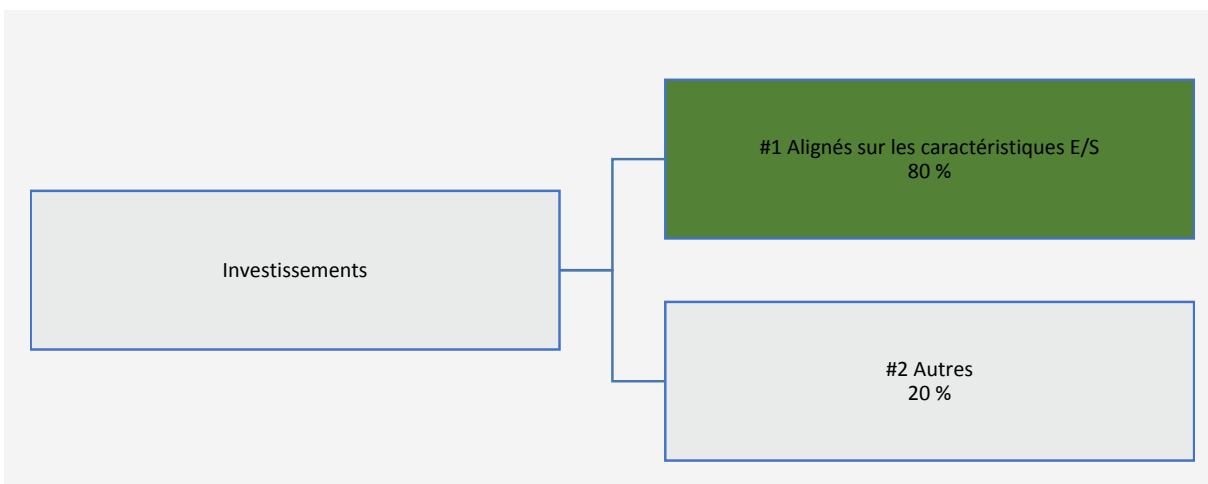 Investissements
#1 Alignés sur les caractéristiques E/S
80 %
#2 Autres
20 %